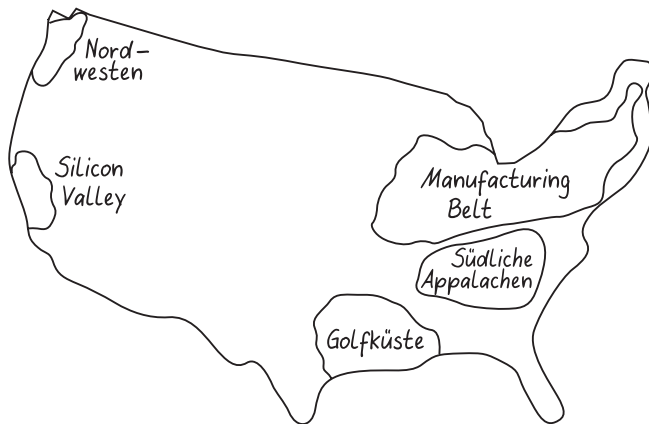 Nord-
westen
Silicon
Valley
Manufacturing
Belt
Südliche
Appalachen
Golfküste